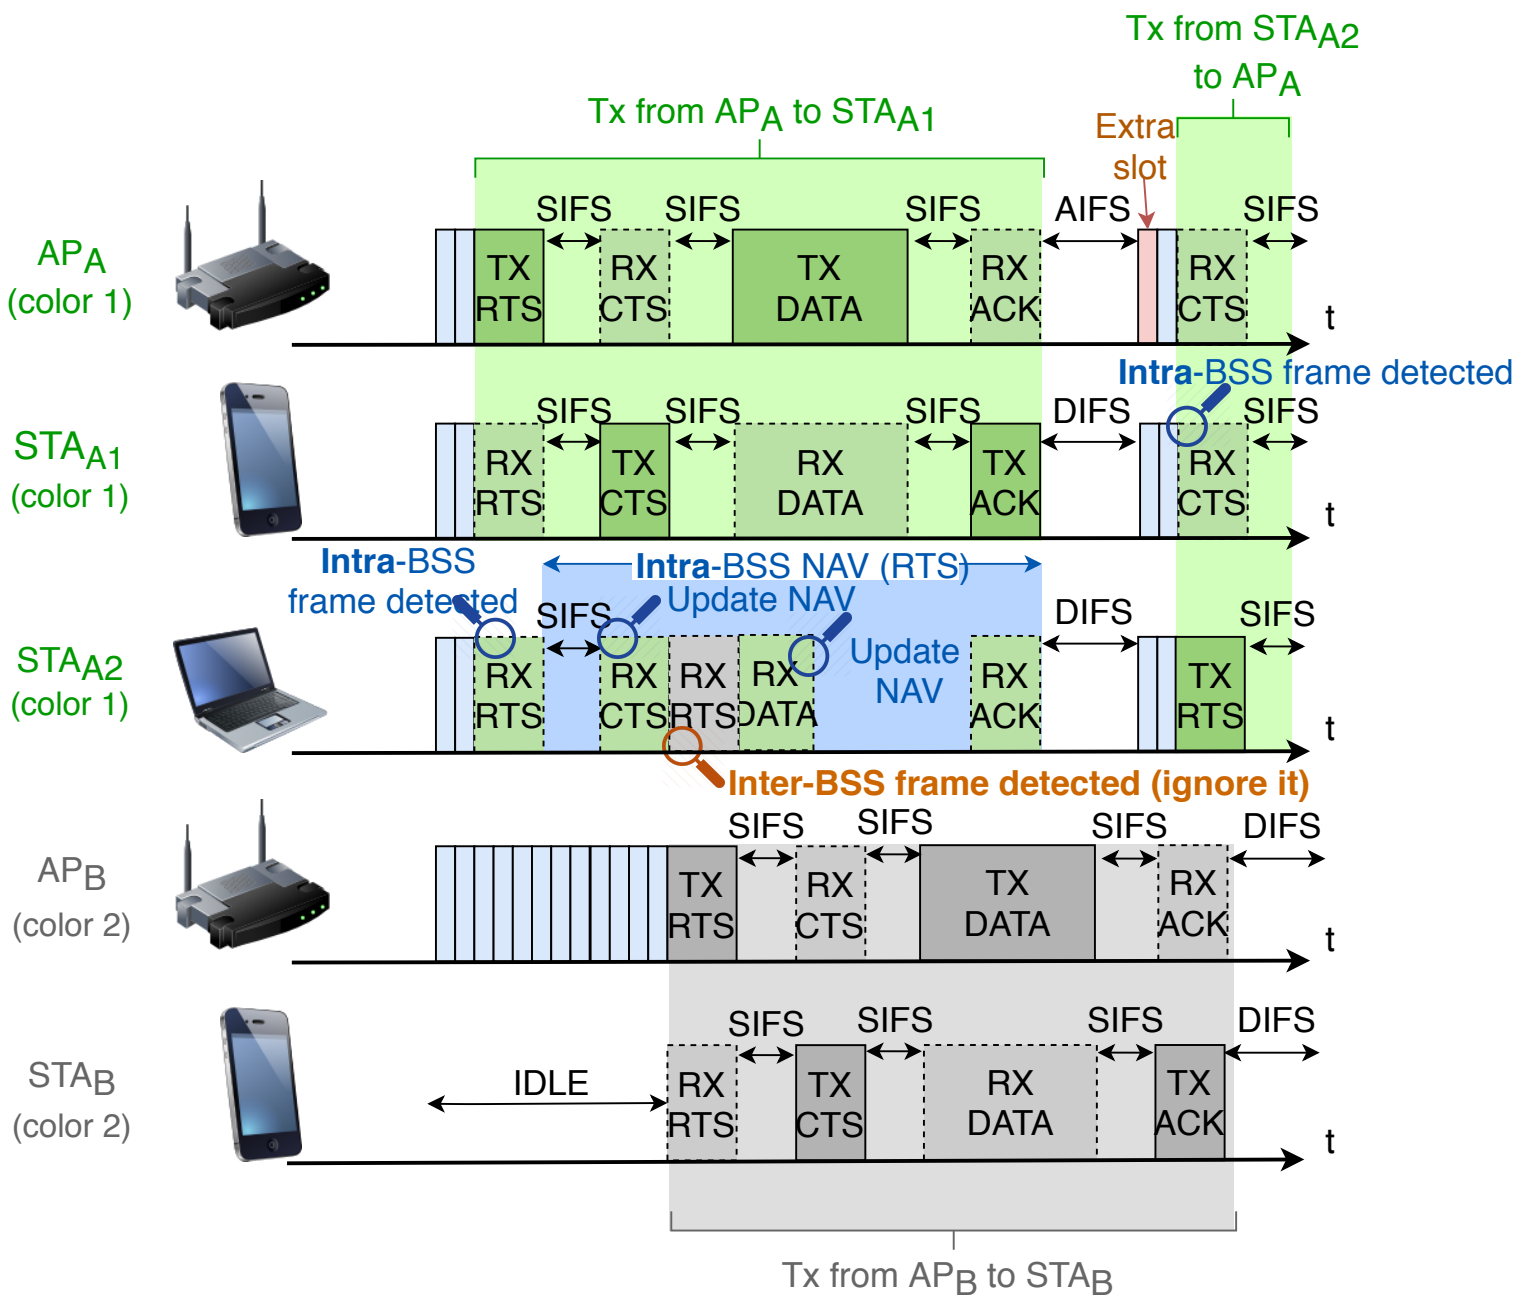 Tx from STAA2
to APA
Tx from APA to STAA1
Extra
slot
SIFS SIFS SIFS AIFS SIFS
APA
(color 1)
TX
RTS
RX
CTS
TX
DATA
RX
ACK
RX
CTS
t
Intra-BSS frame detected
SIFS SIFS SIFS DIFS SIFS
STAA1
(color 1)
RX
RTS
TX
CTS
RX
DATA
TX
ACK
RX
CTS
t
Intra-BSS
frame detected
Intra-BSS NAV (RTS)
Update NAV
SIFS DIFS SIFS
STAA2
(color 1)
RX
RTS
RX
CTS
RX
RTS
RX
DATA
Update
NAV
RX
ACK
TX
RTS
t
Inter-BSS frame detected (ignore it)
SIFS SIFS SIFS DIFS
APB
(color 2)
TX
RTS
RX
CTS
TX
DATA
RX
ACK
t
SIFS SIFS SIFS DIFS
STAB
(color 2)
IDLE
RX
RTS
TX
CTS
RX
DATA
TX
ACK
t
Tx from APB to STAB